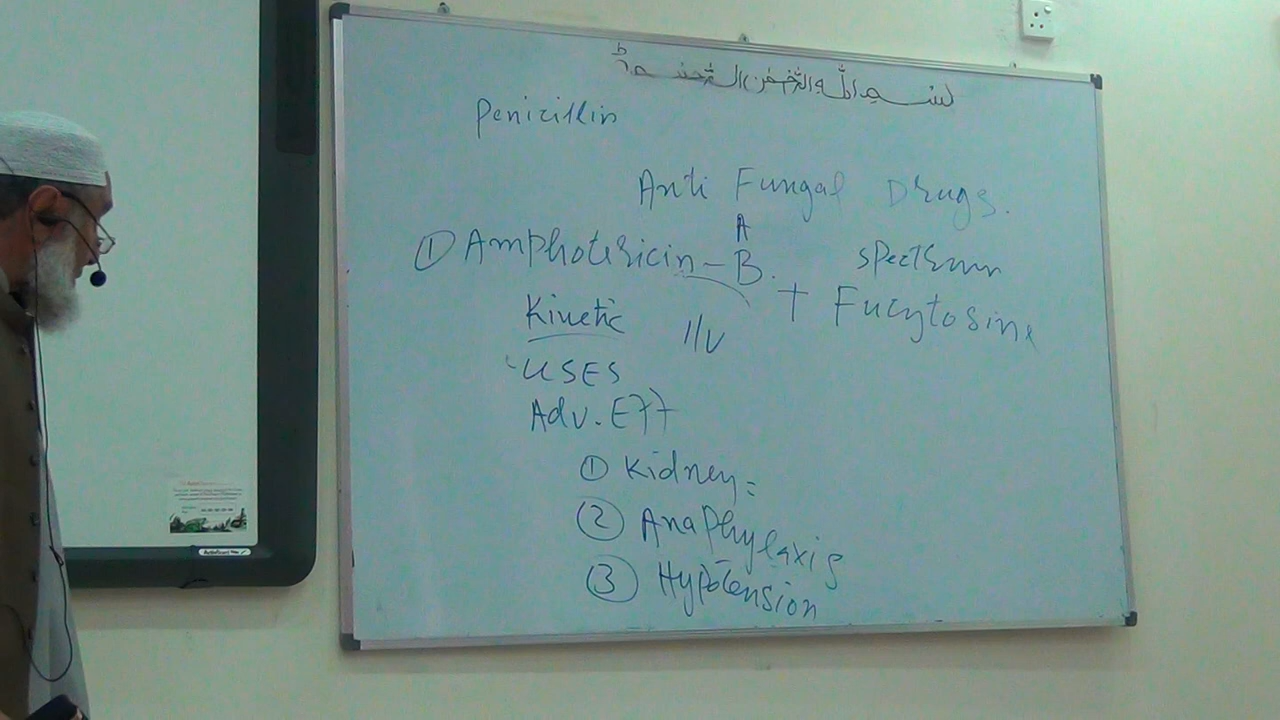 بسم الله الرحمن الرحيم
Penicillin
Anti Fungal Drugs.
A
① Amphotericin-B. spectrum
+ Fucytosine
Kinetic I/V
USES
Adv. Eff
① Kidney:
② Anaphylaxis
③ Hypotension